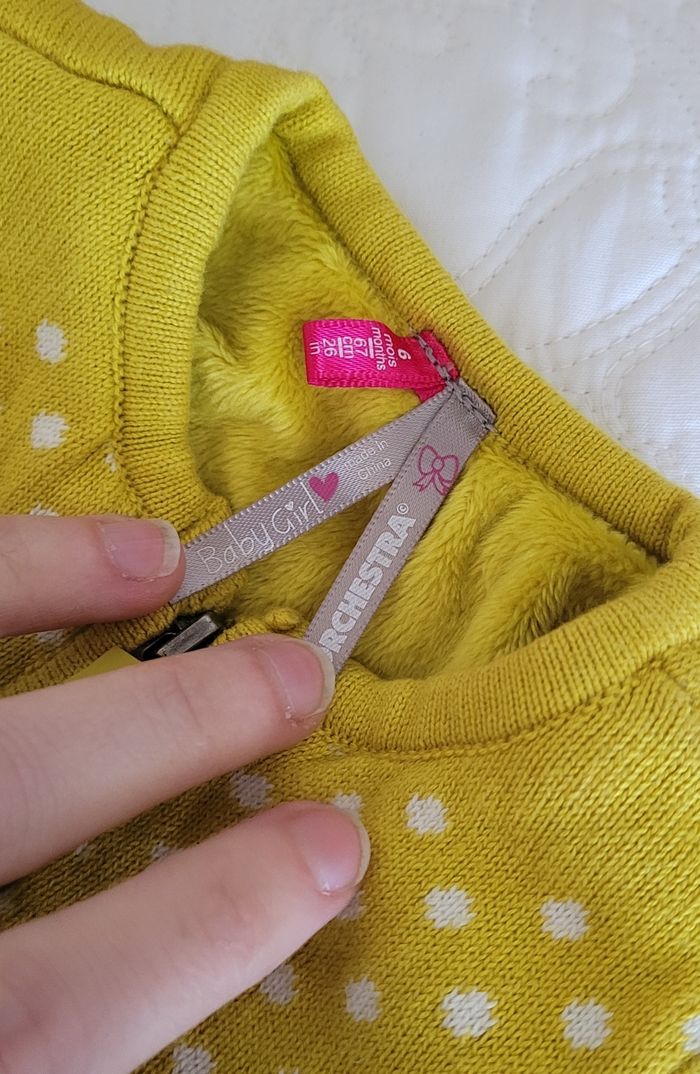 6
mois
months
67
cm
26
in
Baby Girl
made in
China
ORCHESTRA©